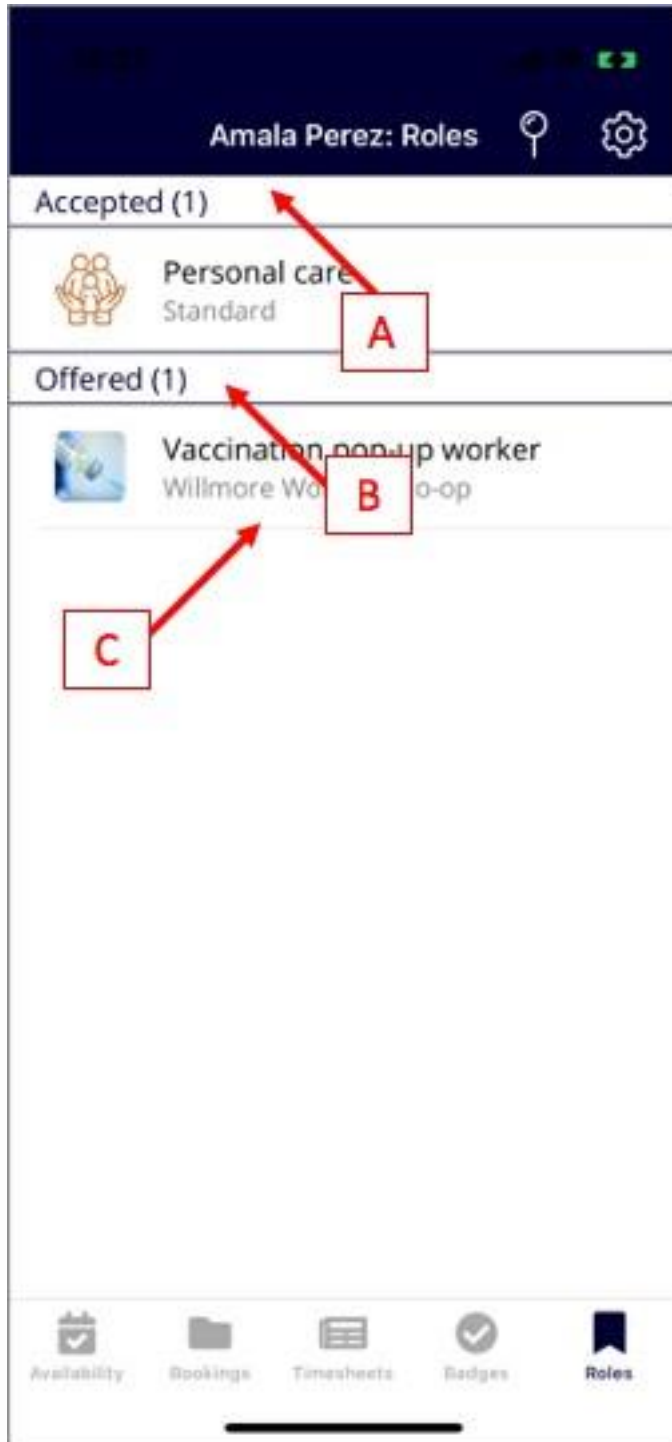 Amala Perez: Roles
Accepted (1)
Personal care
Standard
A
Offered (1)
Vaccination pop-up worker
Willmore o-op
B
C
Availability Bookings Timesheets Badges Roles